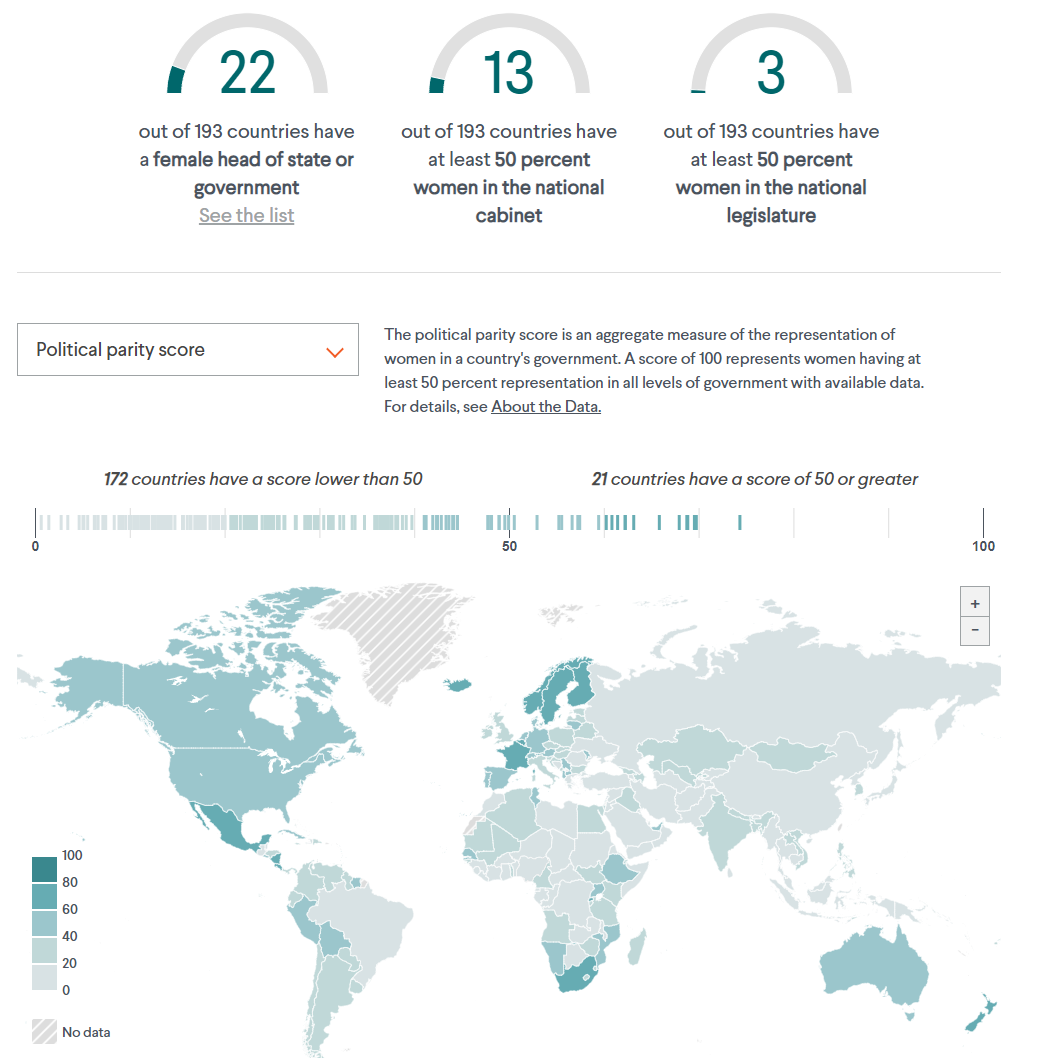 22
out of 193 countries have
a female head of state or
government
See the list
13
out of 193 countries have
at least 50 percent
women in the national
cabinet
3
out of 193 countries have
at least 50 percent
women in the national
legislature
Political parity score
The political parity score is an aggregate measure of the representation of
women in a country's government. A score of 100 represents women having at
least 50 percent representation in all levels of government with available data.
For details, see About the Data.
172 countries have a score lower than 50
21 countries have a score of 50 or greater
0
50
100
+
-
100
80
60
40
20
0
No data